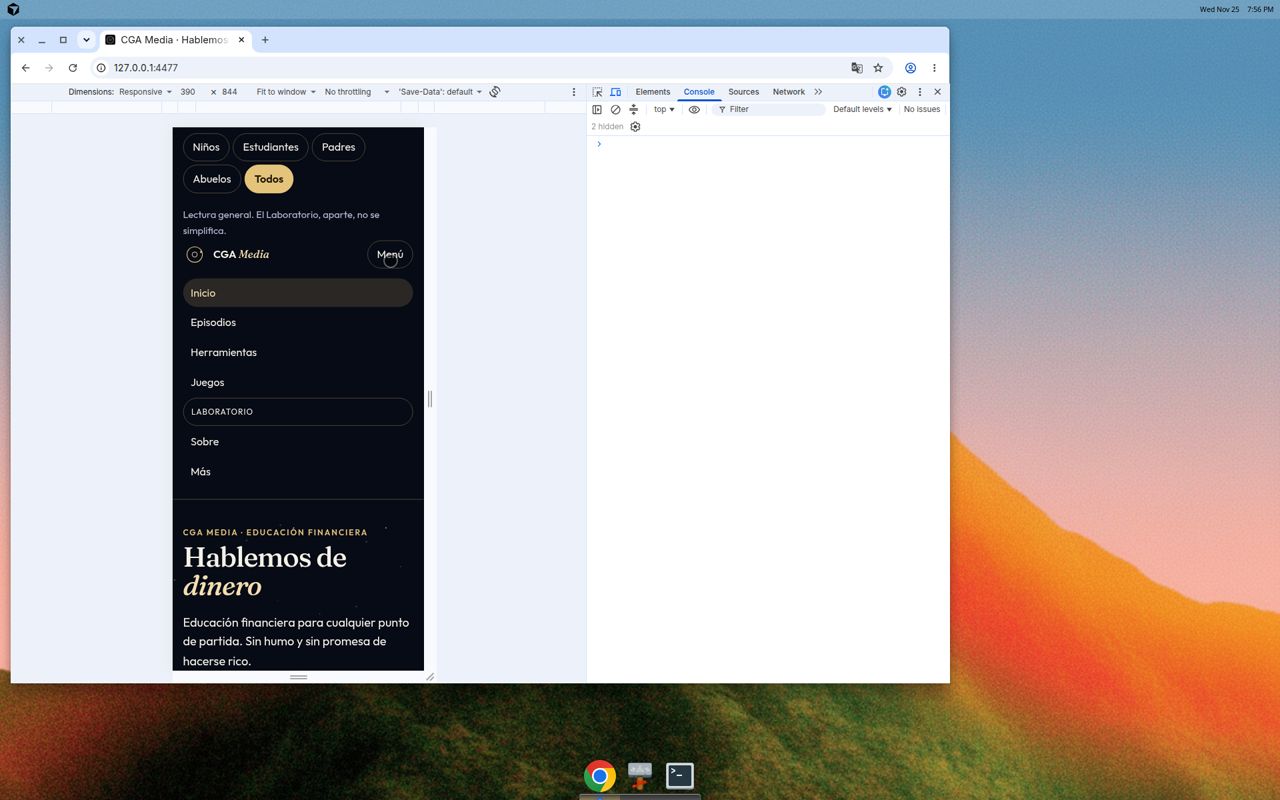 Wed Nov 25 7:56 PM
CGA Media · Hablemos
127.0.0.1:4477
Dimensions: Responsive 390 × 844 Fit to window No throttling 'Save-Data': default
Elements Console Sources Network
top Filter Default levels No issues
2 hidden
Niños Estudiantes Padres
Abuelos Todos
Lectura general. El Laboratorio, aparte, no se
simplifica.
CGA Media Menú
Inicio
Episodios
Herramientas
Juegos
LABORATORIO
Sobre
Más
CGA MEDIA · EDUCACIÓN FINANCIERA
Hablemos de
dinero
Educación financiera para cualquier punto
de partida. Sin humo y sin promesa de
hacerse rico.